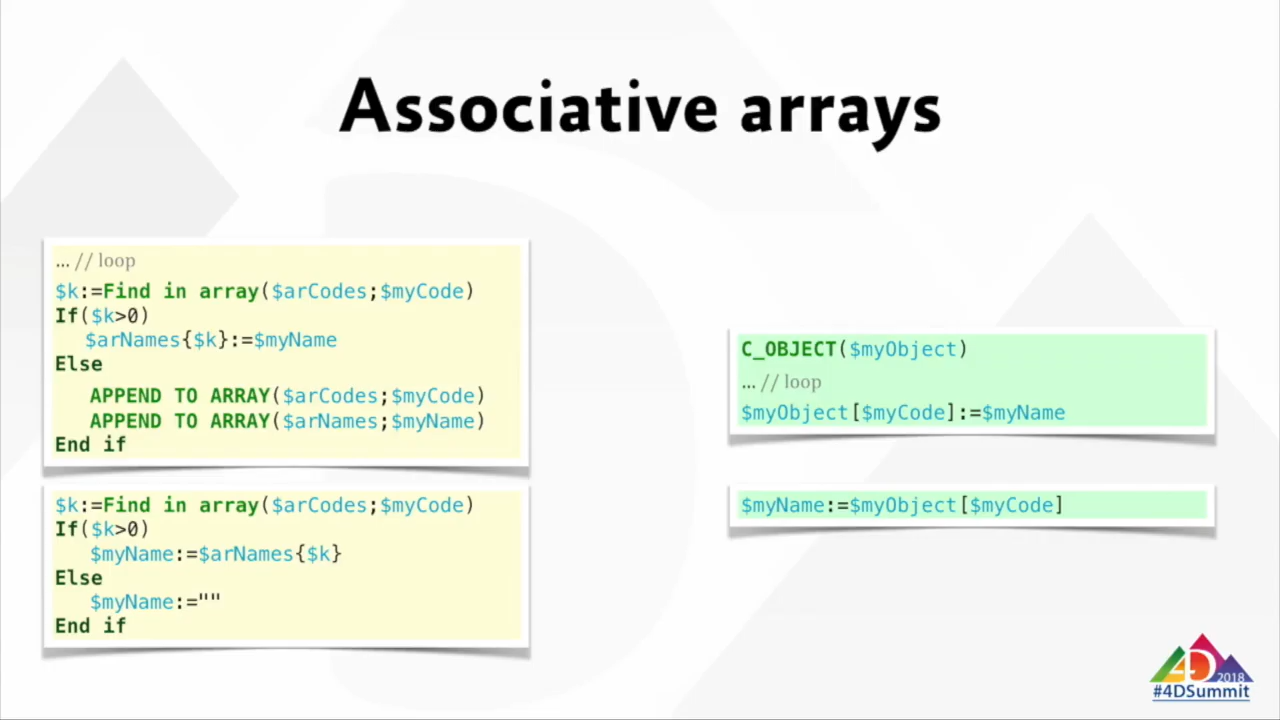 Associative arrays
... // loop
$k:=Find in array($arCodes;$myCode)
If($k>0)
$arNames{$k}:=$myName
Else
APPEND TO ARRAY($arCodes;$myCode)
APPEND TO ARRAY($arNames;$myName)
End if
$k:=Find in array($arCodes;$myCode)
If($k>0)
$myName:=$arNames{$k}
Else
$myName:=""
End if
C_OBJECT($myObject)
... // loop
$myObject[$myCode]:=$myName
$myName:=$myObject[$myCode]
4D 2018
#4DSummit